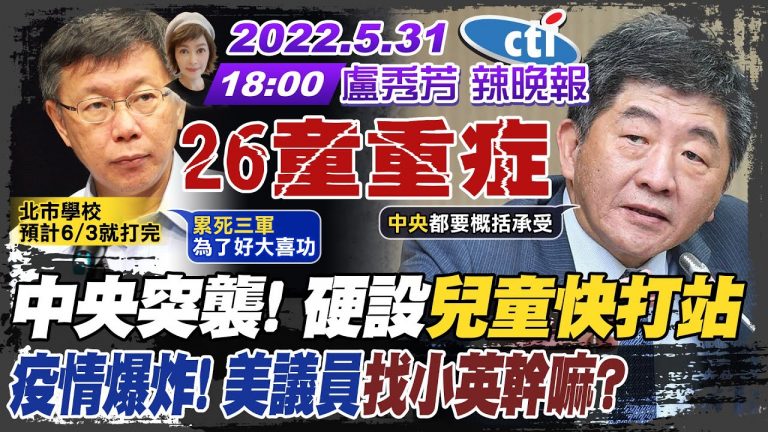 2022.5.31
cti
18:00 盧秀芳 辣晚報
26童重症
北市學校
預計6/3就打完
累死三軍
為了好大喜功
中央都要概括承受
中央突襲! 硬設兒童快打站
疫情爆炸! 美議員找小英幹嘛?